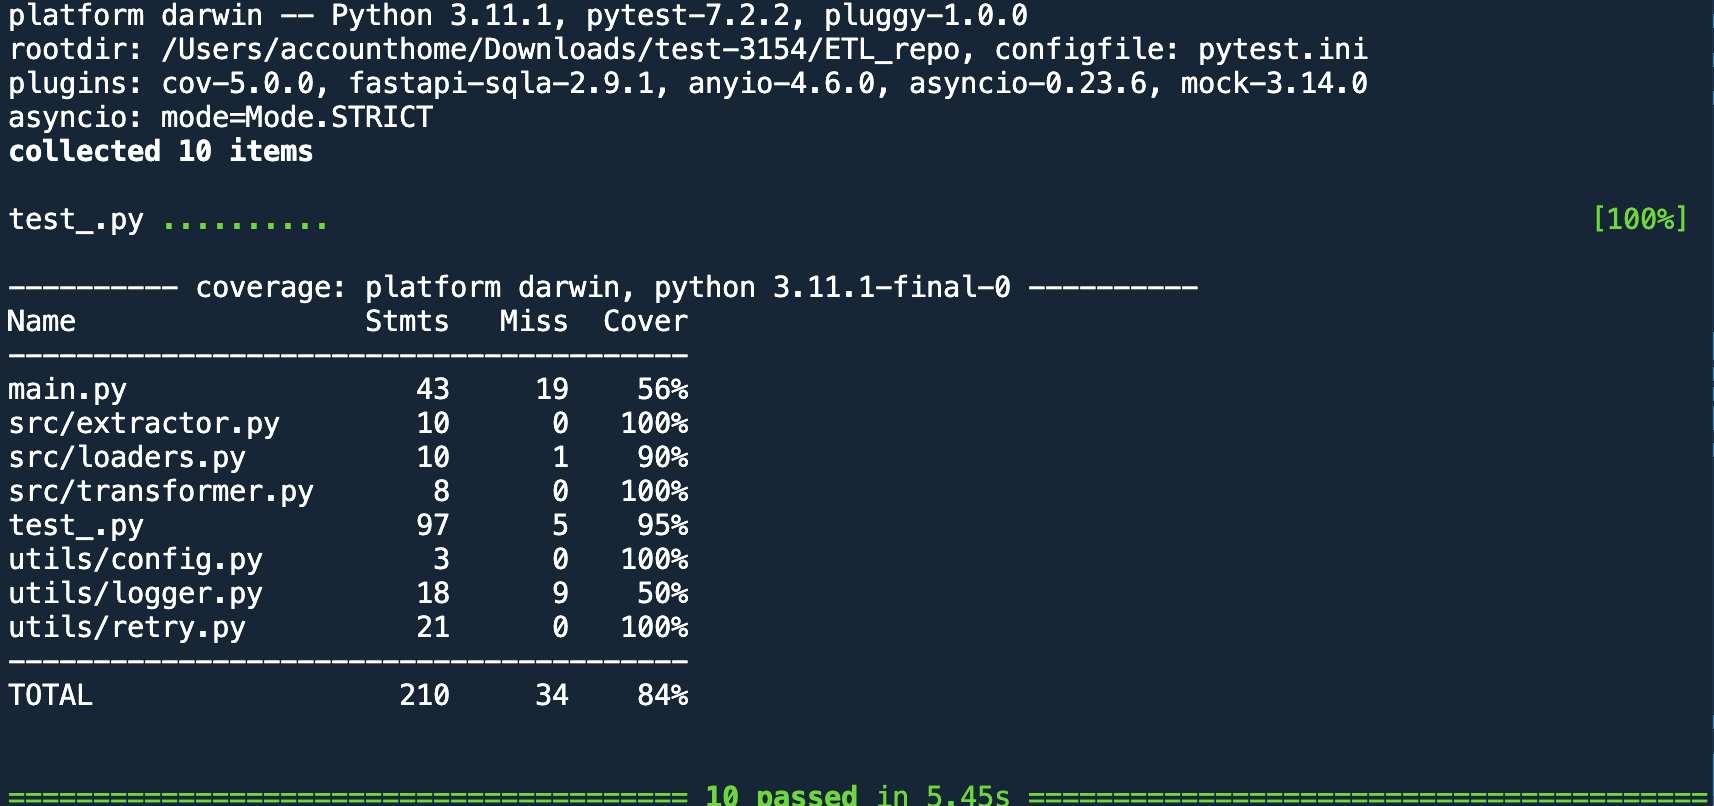 platform darwin -- Python 3.11.1, pytest-7.2.2, pluggy-1.0.0
rootdir: /Users/accounthome/Downloads/test-3154/ETL_repo, configfile: pytest.ini
plugins: cov-5.0.0, fastapi-sqla-2.9.1, anyio-4.6.0, asyncio-0.23.6, mock-3.14.0
asyncio: mode=Mode.STRICT
collected 10 items
test_.py .......... [100%]
---------- coverage: platform darwin, python 3.11.1-final-0 ----------
Name Stmts Miss Cover
----------------------------------------
main.py 43 19 56%
src/extractor.py 10 0 100%
src/loaders.py 10 1 90%
src/transformer.py 8 0 100%
test_.py 97 5 95%
utils/config.py 3 0 100%
utils/logger.py 18 9 50%
utils/retry.py 21 0 100%
----------------------------------------
TOTAL 210 34 84%
======================================== 10 passed in 5.45s ========================================